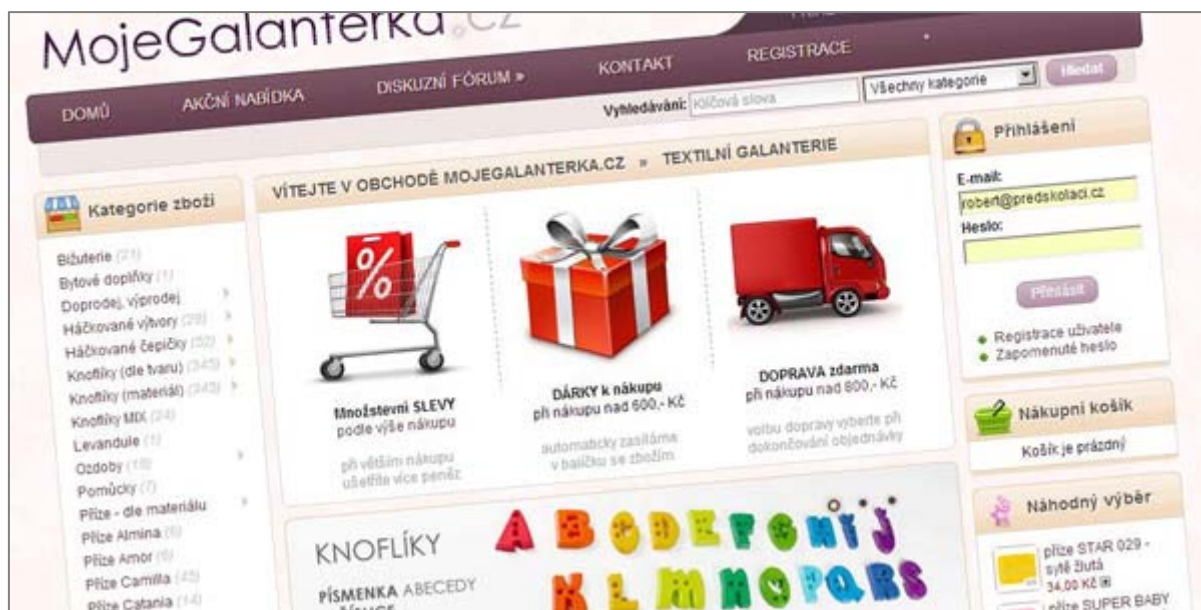 MojeGalanterka.cz
DOMŮ
AKČNÍ NABÍDKA
DISKUZNÍ FÓRUM »
KONTAKT
REGISTRACE
Vyhledávání:
Klíčová slova
Všechny kategorie
Hledat
Kategorie zboží
Bižuterie (21)
Bytové doplňky (1)
Doprodej, výprodej
Háčkované výtvory (28)
Háčkované čepičky (52)
Knoflíky (dle tvaru) (345)
Knoflíky (materiál) (343)
Knoflíky MIX (24)
Levandule (1)
Ozdoby (18)
Pomůcky (7)
Příze - dle materiálu
Příze Almina (6)
Příze Amor (6)
Příze Camilla (45)
Příze Catania (14)
VÍTEJTE V OBCHODĚ MOJEGALANTERKA.CZ » TEXTILNÍ GALANTERIE
%
Množstevní SLEVY
podle výše nákupu
při větším nákupu
ušetříte více peněz
DÁRKY k nákupu
při nákupu nad 600,- Kč
automaticky zasíláme
v balíčku se zbožím
DOPRAVA zdarma
při nákupu nad 800,- Kč
volbu dopravy vyberte při
dokončování objednávky
KNOFLÍKY
PÍSMENKA ABECEDY
A B C D E F G H I J
K L M N O P Q R S
Přihlášení
E-mail:
robert@predskolaci.cz
Heslo:
Přihlásit
Registrace uživatele
Zapomenuté heslo
Nákupní košík
Košík je prázdný
Náhodný výběr
příze STAR 029 -
sytě žlutá
34,00 Kč
příze SUPER BABY